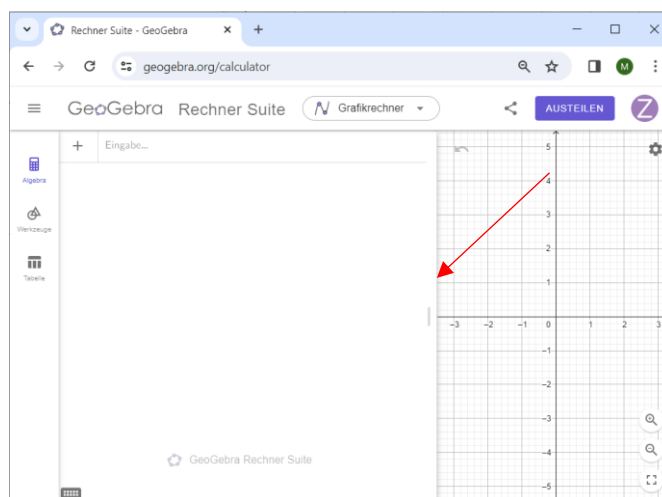 Rechner Suite - GeoGebra
geogebra.org/calculator
M
GeoGebra Rechner Suite
Grafikrechner
AUSTEILEN
Z
Algebra
Werkzeuge
Tabelle
Eingabe...
5
4
3
2
1
-3 -2 -1 0 1 2 3
-1
-2
-3
-4
-5
GeoGebra Rechner Suite